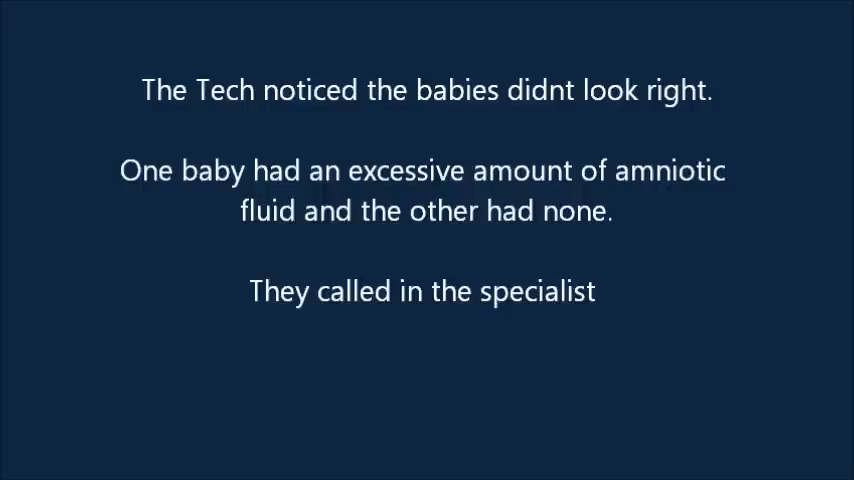 The Tech noticed the babies didnt look right.
One baby had an excessive amount of amniotic
fluid and the other had none.
They called in the specialist